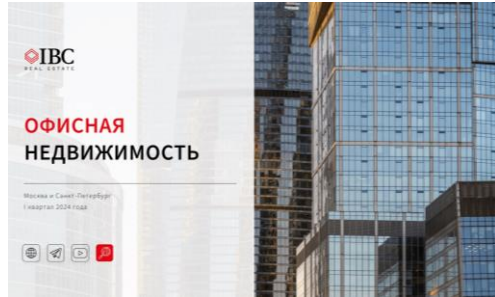 IBC
REAL ESTATE
ОФИСНАЯ
НЕДВИЖИМОСТЬ
Москва и Санкт-Петербург
I квартал 2024 года